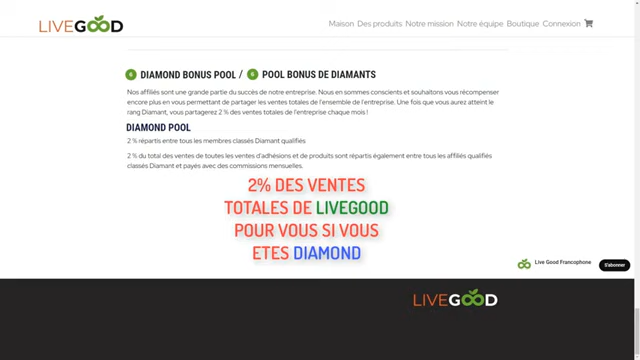 LIVEGOOD
Maison Des produits Notre mission Notre équipe Boutique Connexion
6 DIAMOND BONUS POOL / 6 POOL BONUS DE DIAMANTS
Nos affiliés sont une grande partie du succès de notre entreprise. Nous en sommes conscients et souhaitons vous récompenser
encore plus en vous permettant de partager les ventes totales de l'ensemble de l'entreprise. Une fois que vous aurez atteint le
rang Diamant, vous partagerez 2 % des ventes totales de l'entreprise chaque mois !
DIAMOND POOL
2 % répartis entre tous les membres classés Diamant qualifiés
2 % du total des ventes de toutes les ventes d'adhésions et de produits sont répartis également entre tous les affiliés qualifiés
classés Diamant et payés avec des commissions mensuelles.
2% DES VENTES
TOTALES DE LIVEGOOD
POUR VOUS SI VOUS
ETES DIAMOND
Live Good Francophone
S'abonner
LIVEGOOD